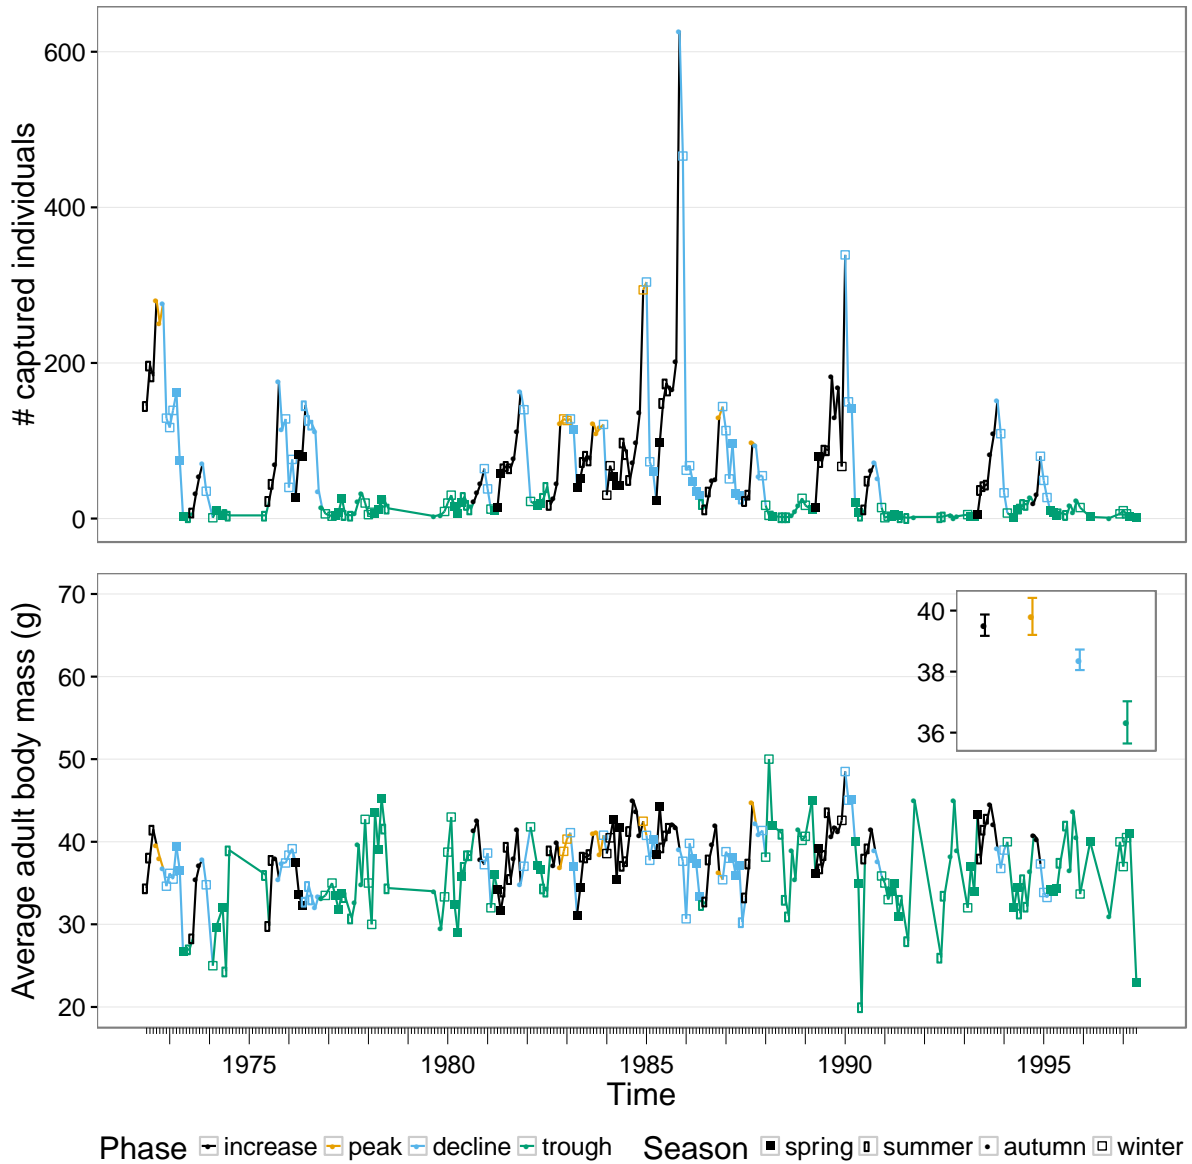 # captured individuals
600
400
200
0
Average adult body mass (g)
70
60
50
40
30
20
40
38
36
1975 1980 1985 1990 1995
Time
Phase increase peak decline trough Season spring summer autumn winter